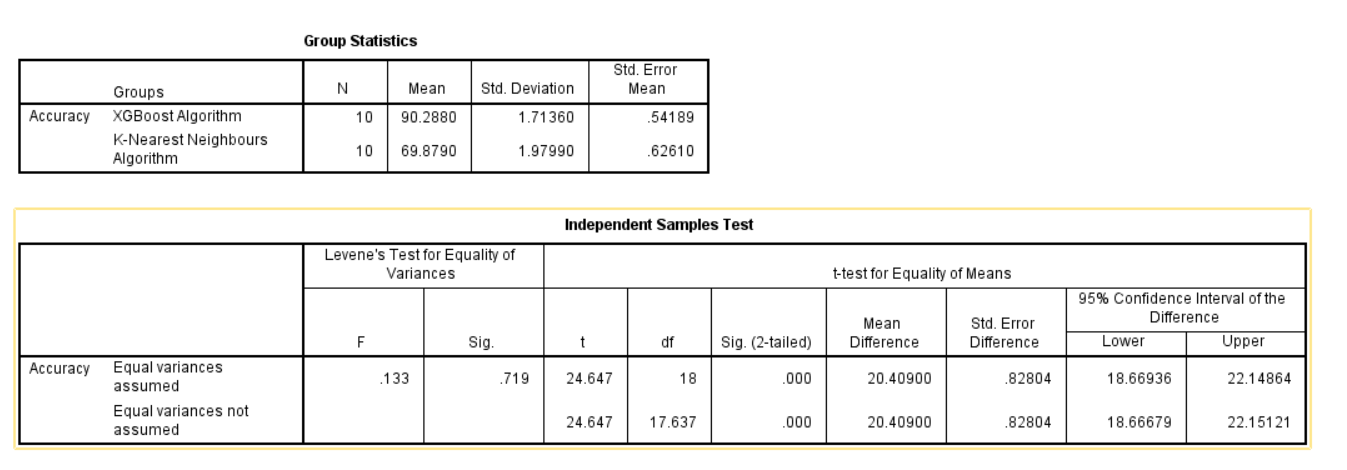 Group Statistics
Groups N Mean Std. Deviation Std. Error Mean
Accuracy XGBoost Algorithm 10 90.2880 1.71360 .54189
K-Nearest Neighbours Algorithm 10 69.8790 1.97990 .62610
Independent Samples Test
Levene's Test for Equality of Variances t-test for Equality of Means
95% Confidence Interval of the Difference
F Sig. t df Sig. (2-tailed) Mean Difference Std. Error Difference Lower Upper
Accuracy Equal variances assumed .133 .719 24.647 18 .000 20.40900 .82804 18.66936 22.14864
Equal variances not assumed 24.647 17.637 .000 20.40900 .82804 18.66679 22.15121